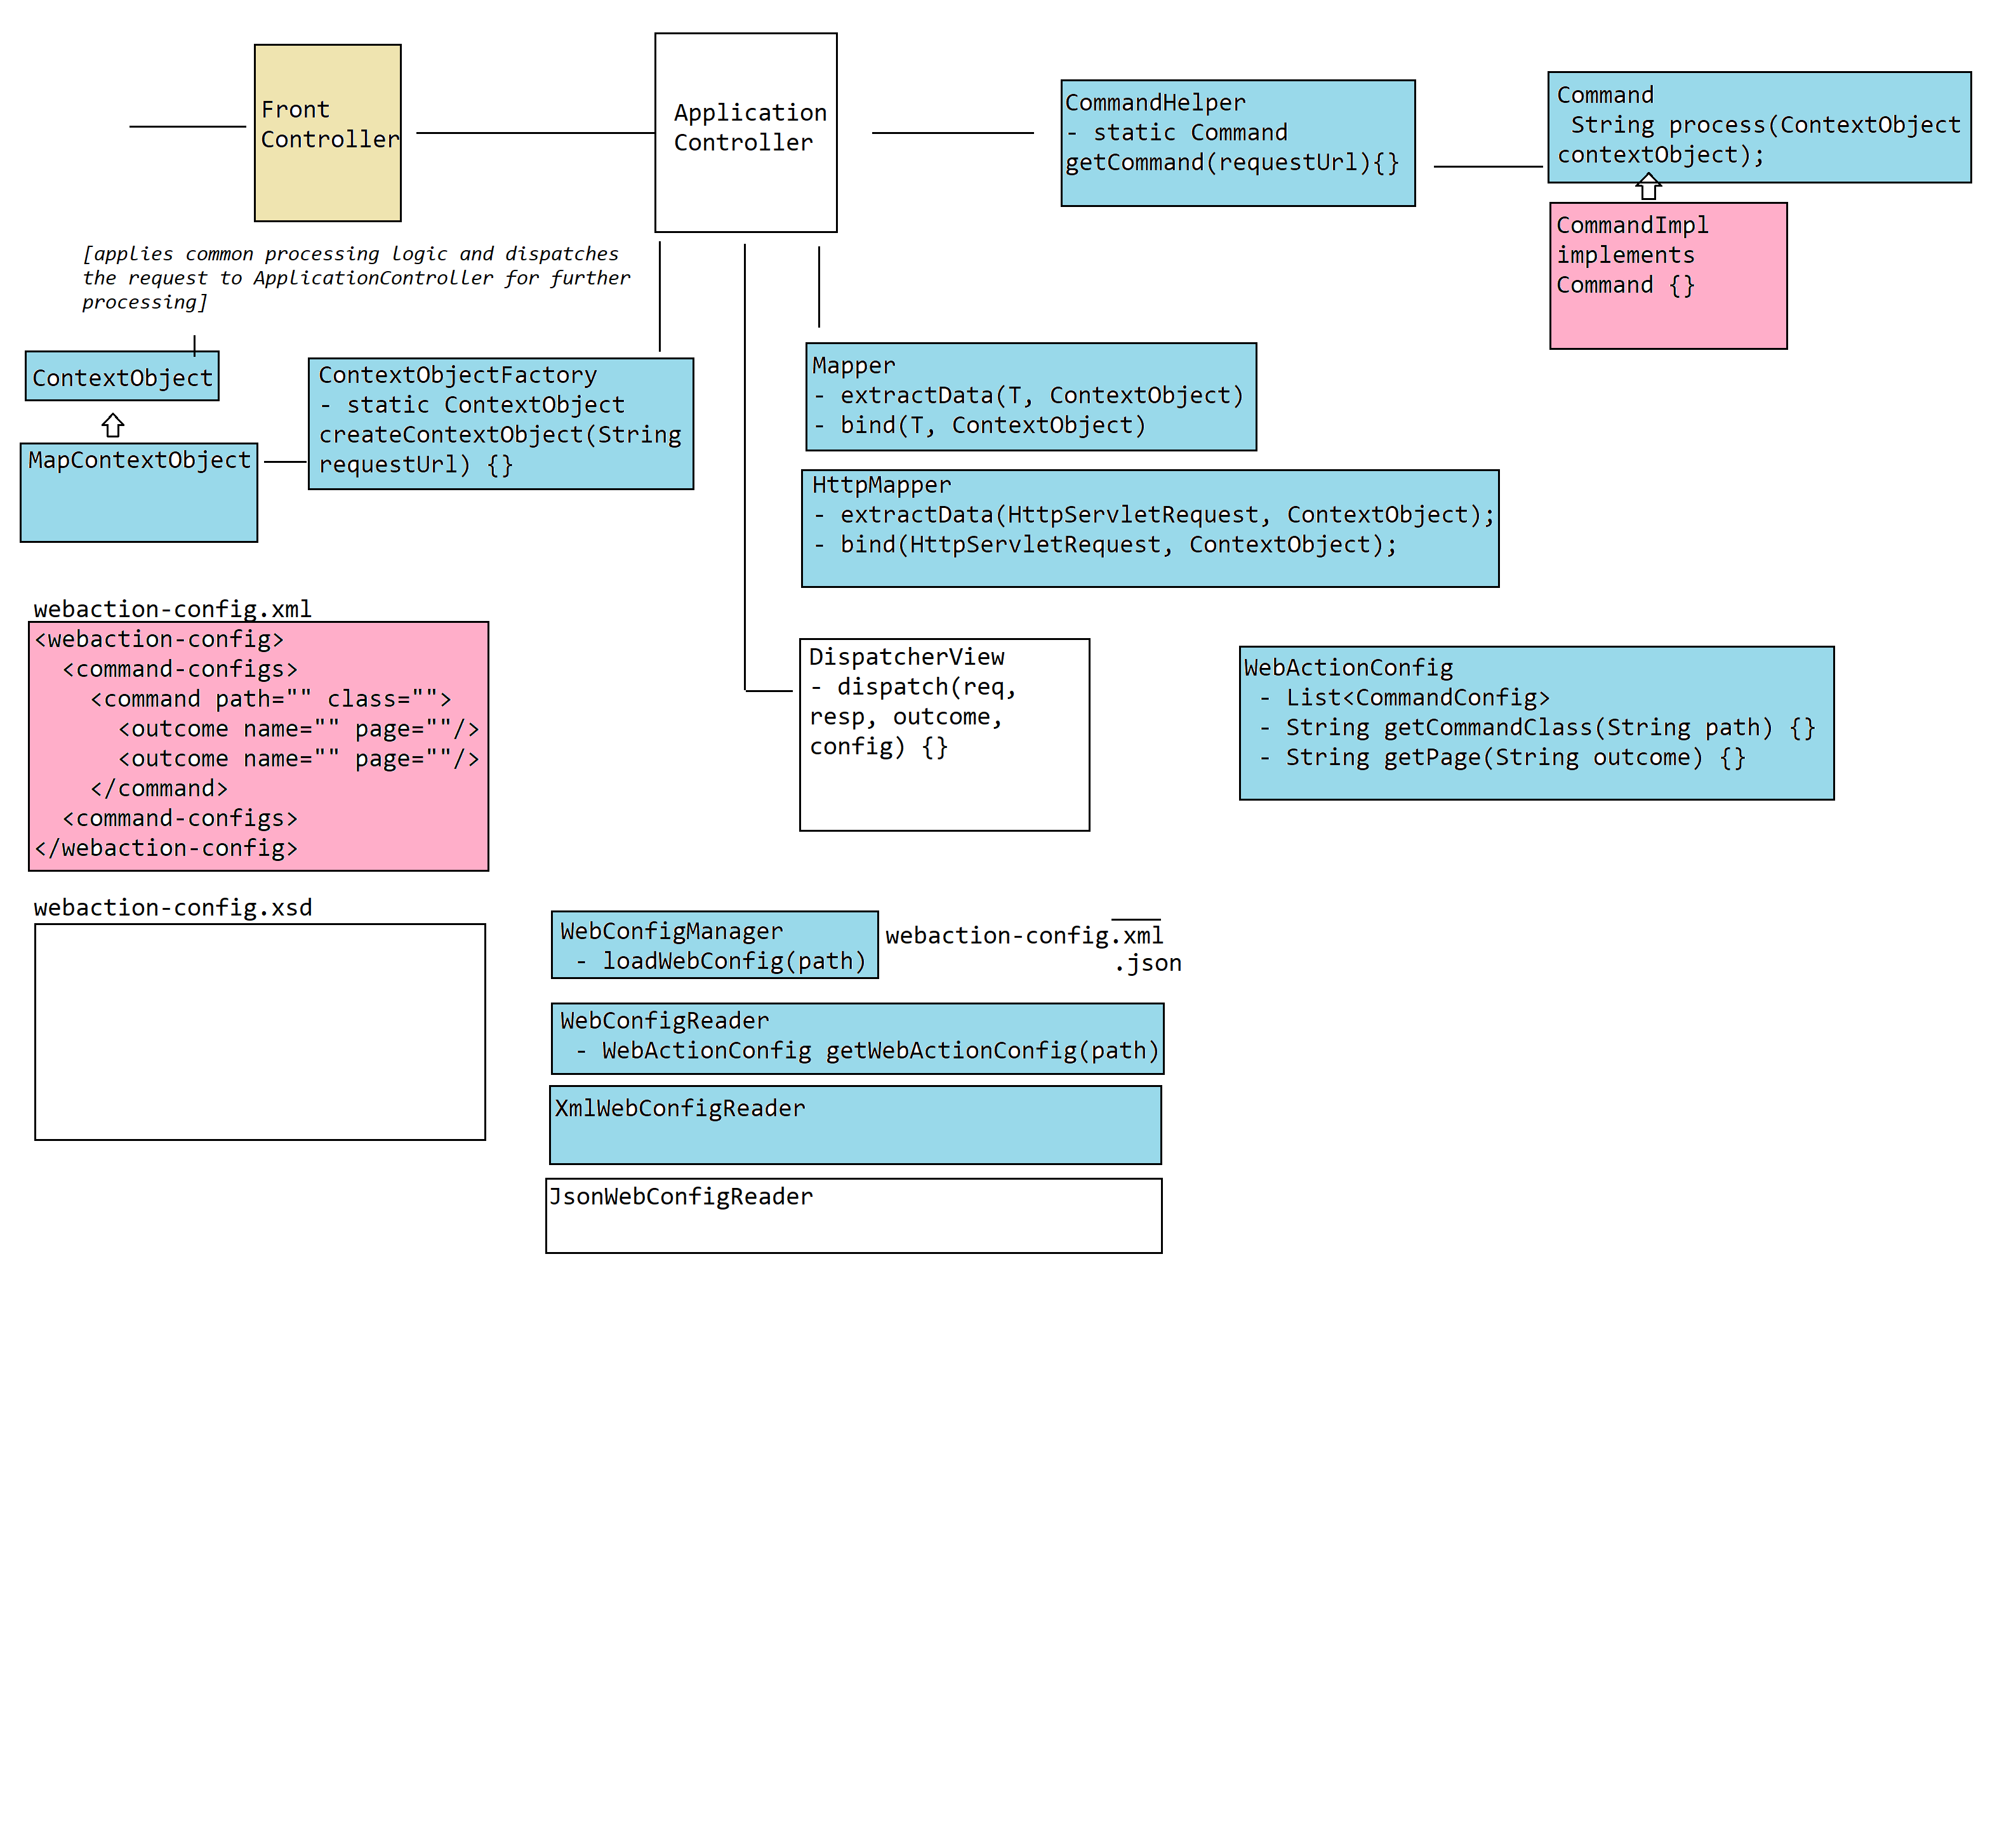 Front
Controller
Application
Controller
CommandHelper
- static Command
getCommand(requestUrl){}
Command
String process(ContextObject
contextObject);
CommandImpl
implements
Command {}
[applies common processing logic and dispatches
the request to ApplicationController for further
processing]
ContextObject
MapContextObject
ContextObjectFactory
- static ContextObject
createContextObject(String
requestUrl) {}
Mapper
- extractData(T, ContextObject)
- bind(T, ContextObject)
HttpMapper
- extractData(HttpServletRequest, ContextObject);
- bind(HttpServletRequest, ContextObject);
webaction-config.xml
<webaction-config>
  <command-configs>
    <command path="" class="">
      <outcome name="" page=""/>
      <outcome name="" page=""/>
    </command>
  <command-configs>
</webaction-config>
DispatcherView
- dispatch(req,
resp, outcome,
config) {}
WebActionConfig
- List<CommandConfig>
- String getCommandClass(String path) {}
- String getPage(String outcome) {}
webaction-config.xsd
WebConfigManager
- loadWebConfig(path)
webaction-config.xml
.json
WebConfigReader
- WebActionConfig getWebActionConfig(path)
XmlWebConfigReader
JsonWebConfigReader